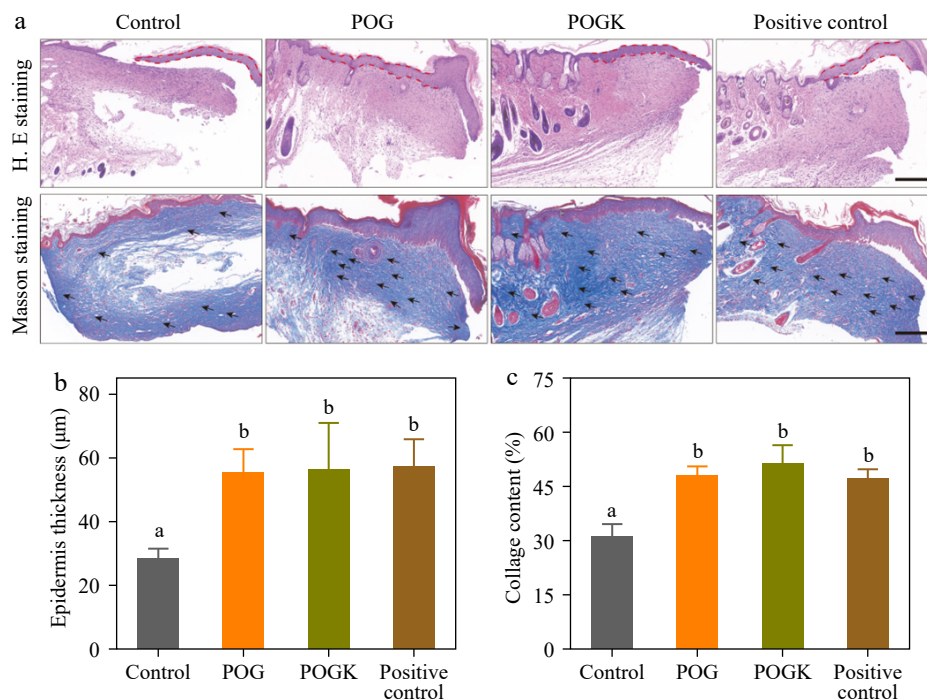 a
Control POG POGK Positive control
H. E staining
Masson staining
b
Epidermis thickness (μm)
80
60
40
20
0
a
b
b
b
Control POG POGK Positive
control
c
Collage content (%)
75
60
45
30
15
0
a
b
b
b
Control POG POGK Positive
control